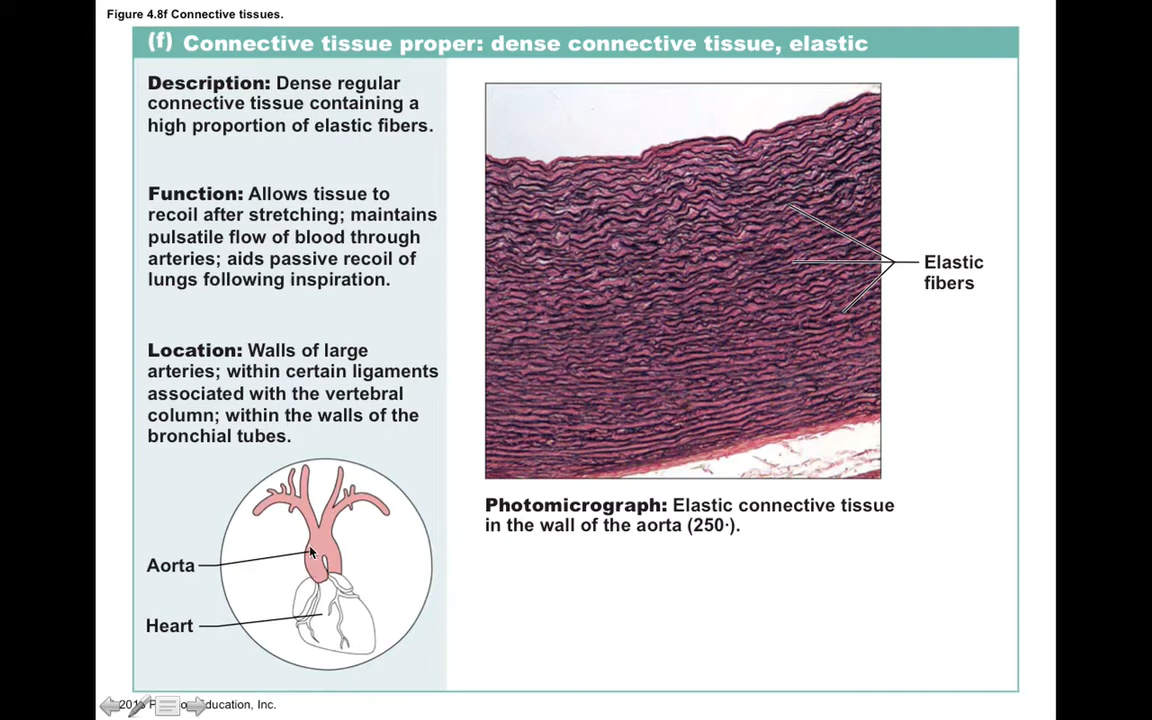 Figure 4.8f Connective tissues.
(f) Connective tissue proper: dense connective tissue, elastic
Description: Dense regular
connective tissue containing a
high proportion of elastic fibers.
Function: Allows tissue to
recoil after stretching; maintains
pulsatile flow of blood through
arteries; aids passive recoil of
lungs following inspiration.
Location: Walls of large
arteries; within certain ligaments
associated with the vertebral
column; within the walls of the
bronchial tubes.
Aorta
Heart
Elastic
fibers
Photomicrograph: Elastic connective tissue
in the wall of the aorta (250·).
Education, Inc.